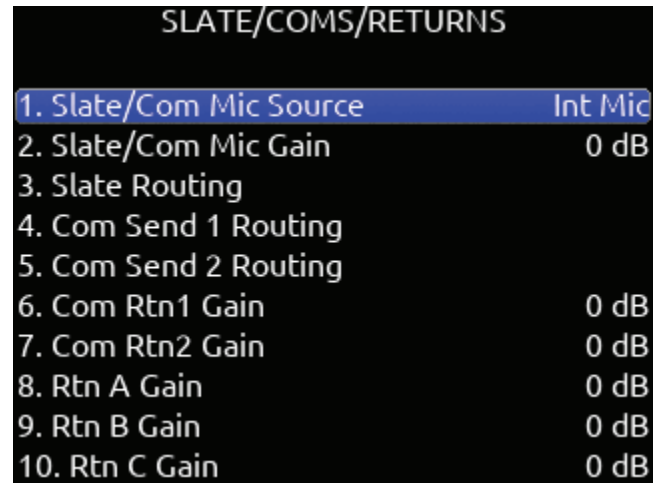 SLATE/COMS/RETURNS
1. Slate/Com Mic Source Int Mic
2. Slate/Com Mic Gain 0 dB
3. Slate Routing
4. Com Send 1 Routing
5. Com Send 2 Routing
6. Com Rtn1 Gain 0 dB
7. Com Rtn2 Gain 0 dB
8. Rtn A Gain 0 dB
9. Rtn B Gain 0 dB
10. Rtn C Gain 0 dB